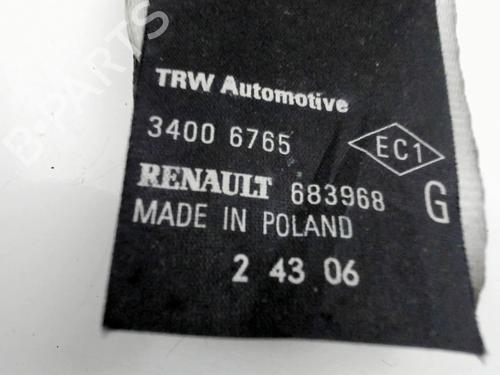 TRW Automotive
3400 6765
EC1
RENAULT 683968 G
MADE IN POLAND
2 43 06
B-PARTS